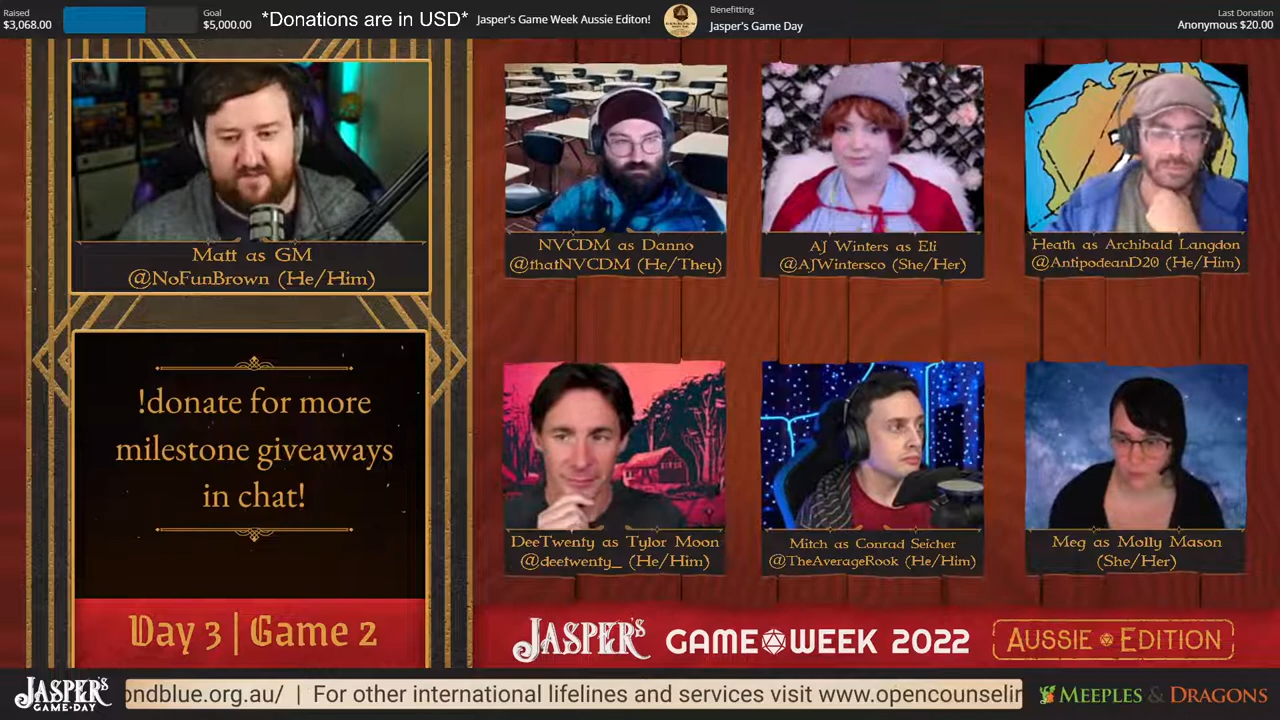 Raised
$3,068.00
Goal
$5,000.00
*Donations are in USD*
Jasper's Game Week Aussie Editon!
Benefitting
Jasper's Game Day
Last Donation
Anonymous $20.00
Matt as GM
@NoFunBrown (He/Him)
NVCDM as Danno
@thatNVCDM (He/They)
AJ Winters as Eli
@AJWintersco (She/Her)
Heath as Archibald Langdon
@AntipodeanD20 (He/Him)
!donate for more
milestone giveaways
in chat!
DeeTwenty as Tylor Moon
@deetwenty_ (He/Him)
Mitch as Conrad Seicher
@TheAverageRook (He/Him)
Meg as Molly Mason
(She/Her)
Day 3 | Game 2
JASPER'S GAME WEEK 2022
AUSSIE EDITION
JASPER'S
GAME DAY
ondblue.org.au/ | For other international lifelines and services visit www.opencounselin
MEEPLES & DRAGONS